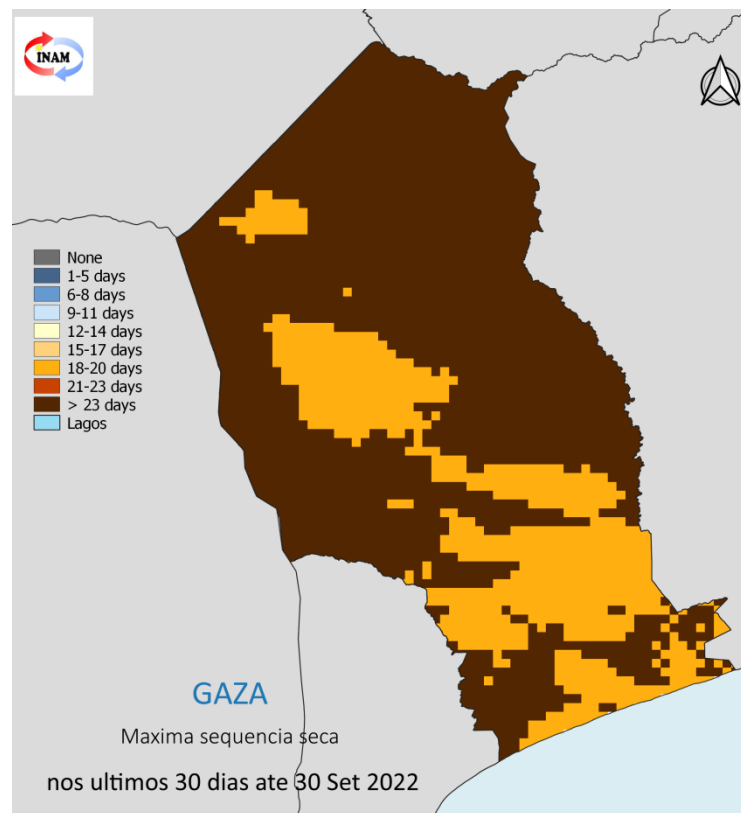 INAM
None
1-5 days
6-8 days
9-11 days
12-14 days
15-17 days
18-20 days
21-23 days
> 23 days
Lagos
GAZA
Maxima sequencia seca
nos ultimos 30 dias ate 30 Set 2022